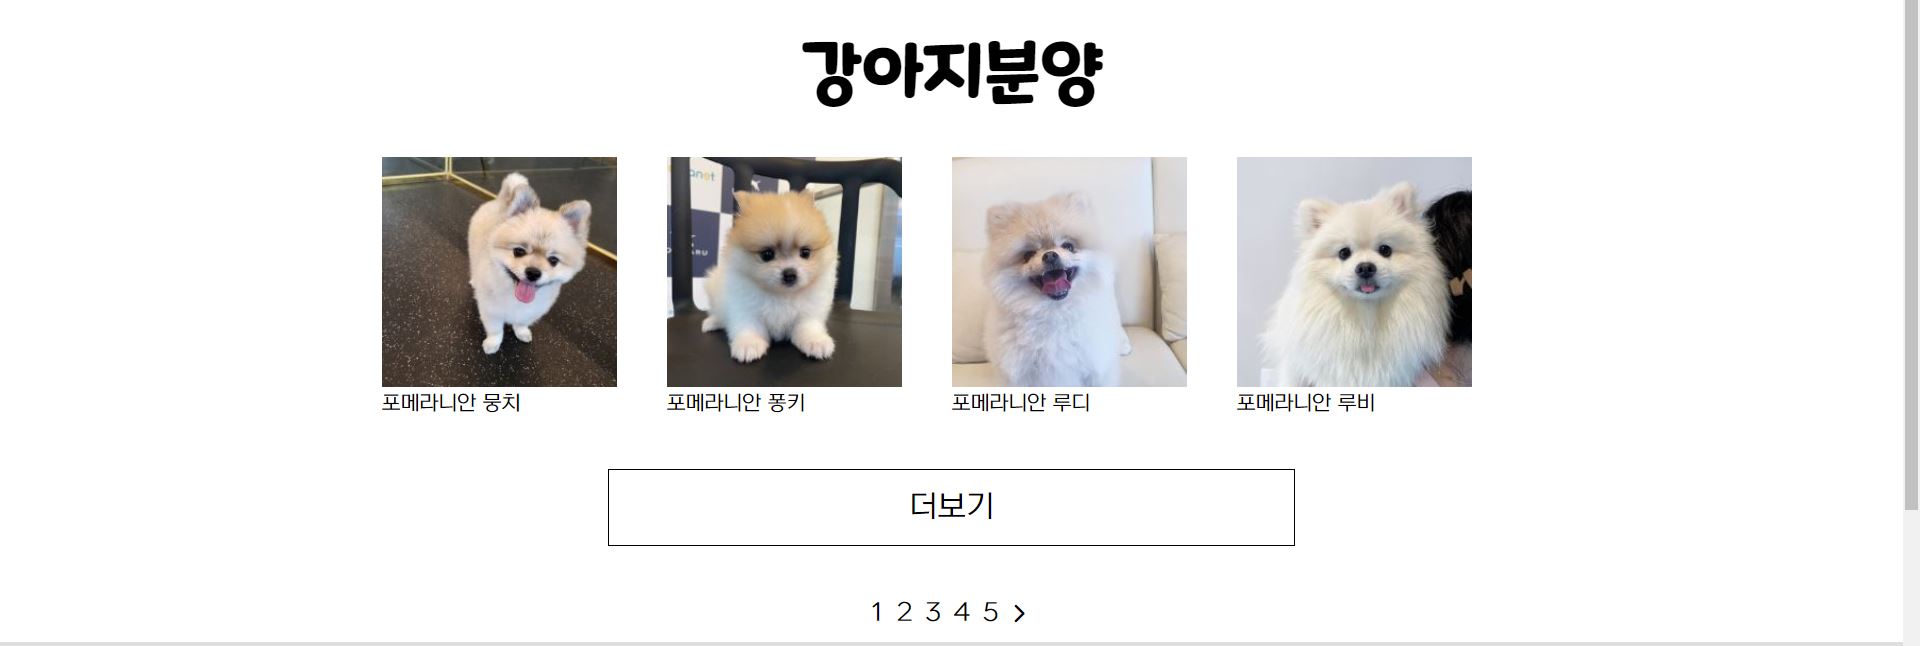 강아지분양
포메라니안 뭉치
포메라니안 퐁키
포메라니안 루디
포메라니안 루비
더보기
1 2 3 4 5 >